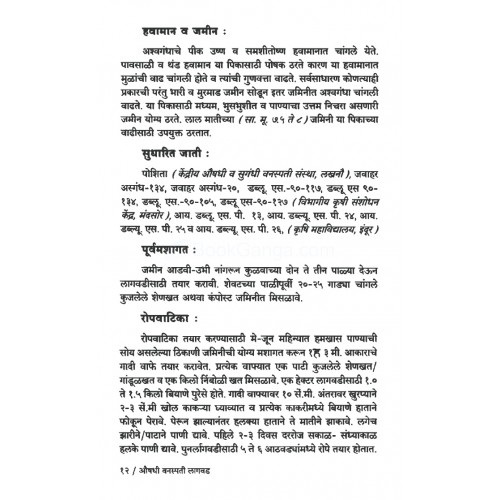 हवामान व जमीन :
अश्वगंधाचे पीक उष्ण व समशीतोष्ण हवामानात चांगले येते.
पावसाळी व थंड हवामान या पिकासाठी पोषक ठरते कारण या हवामानात
मुळांची वाढ चांगली होते व त्यांची गुणवत्ता वाढते. सर्वसाधारण कोणत्याही
प्रकारची परंतु भारी व मुरमाड जमीन सोडून इतर जमिनीत अश्वगंधा चांगली
वाढते. या पिकासाठी मध्यम, भुसभुशीत व पाण्याचा उत्तम निचरा असणारी
जमीन योग्य ठरते. लाल मातीच्या ( सा. मू. ७.५ ते ८ ) जमिनी या पिकाच्या
वाढीसाठी उपयुक्त ठरतात.
सुधारित जाती :
पोशिता ( केंद्रीय औषधी व सुगंधी वनस्पती संस्था, लखनौ ), जवाहर
अस्गंध-१३४, जवाहर अस्गंध-२०, डब्लू. एस.-९०-११७, डब्लू. एस ९०-
१३४, डब्लू. एस.-९०-१०५, डब्लू. एस.-९०-१२७ ( विभागीय कृषी संशोधन
केंद्र, मंदसोर ), आय. डब्लू. एस. पी. १३, आय. डब्ल्यू. एस. पी. २४, आय.
डब्ल्यू. एस. पी. २५ व आय. डब्ल्यू. एस. पी. २६, ( कृषि महाविद्यालय, इंदूर )
पूर्वमशागत :
जमीन आडवी-उभी नांगरून कुळवाच्या दोन ते तीन पाळ्या देऊन
लागवडीसाठी तयार करावी. शेवटच्या पाळीपूर्वी २०-२५ गाड्या चांगले
कुजलेले शेणखत अथवा कंपोस्ट जमिनीत मिसळावे.
रोपवाटिका :
रोपवाटिका तयार करण्यासाठी मे-जून महिन्यात हमखास पाण्याची
सोय असलेल्या ठिकाणी जमिनीची योग्य मशागत करून ३ मी. आकाराचे
गादी वाफे तयार करावेत. प्रत्येक वाफ्यात एक पाटी कुजलेले शेणखत/
गांडूळखत व एक किलो निंबोळी खत मिसळावे. एक हेक्टर लागवडीसाठी १.०
ते १.५ किलो बियाणे पुरेसे होते. गादी वाफ्यावर १० सें.मी. अंतरावर खुरप्याने
२-३ सें.मी खोल काकऱ्या घ्याव्यात व प्रत्येक काकरीमध्ये बियाणे हाताने
फोकून पेरावे. पेरून झाल्यानंतर हलक्या हाताने ते मातीने झाकावे. लगेच
झारीने/पाटाने पाणी द्यावे. पहिले २-३ दिवस दररोज सकाळ- संध्याकाळ
हलके पाणी द्यावे. पुनर्लागवडीसाठी ५ ते ६ आठवड्यांमध्ये रोपे तयार होतात.
१२ / औषधी वनस्पती लागवड